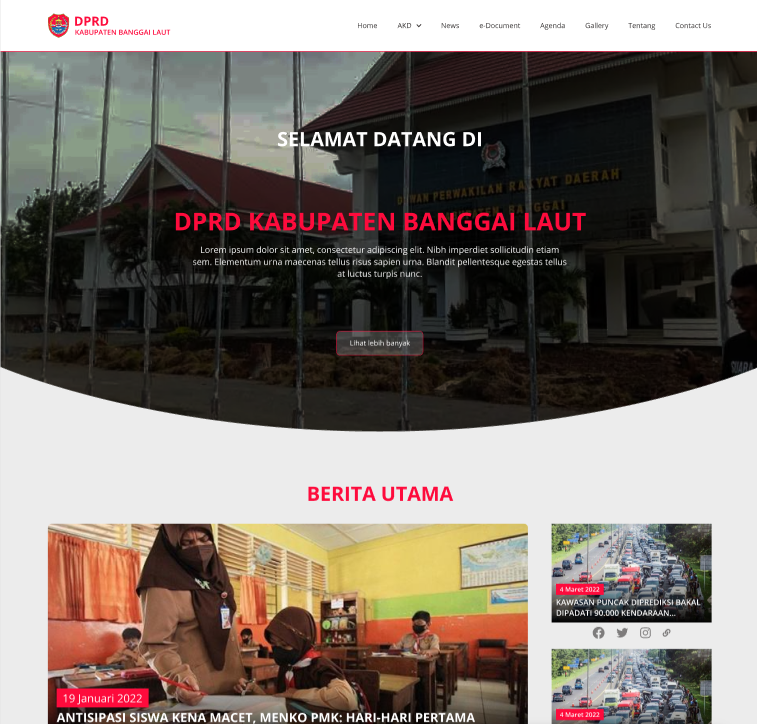 DPRD
KABUPATEN BANGGAI LAUT
Home AKD News e-Document Agenda Gallery Tentang Contact Us
SELAMAT DATANG DI
DEWAN PERWAKILAN RAKYAT DAERAH
BANGGAI
DPRD KABUPATEN BANGGAI LAUT
Lorem ipsum dolor sit amet, consectetur adipiscing elit. Nibh imperdiet sollicitudin etiam
sem. Elementum urna maecenas tellus risus sapien urna. Blandit pellentesque egestas tellus
at luctus turpis nunc.
Lihat lebih banyak
BERITA UTAMA
19 Januari 2022
ANTISIPASI SISWA KENA MACET, MENKO PMK: HARI-HARI PERTAMA
4 Maret 2022
KAWASAN PUNCAK DIPREDIKSI BAKAL
DIPADATI 90.000 KENDARAAN...
4 Maret 2022